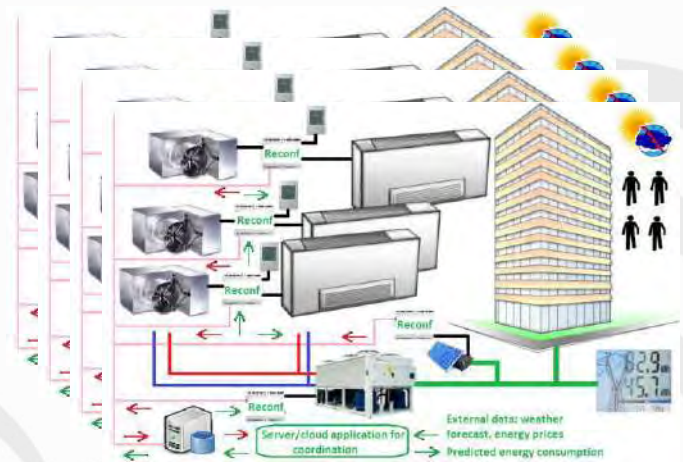 Reconf
Reconf
Reconf
Reconf
Reconf
62.9
45.7
Server/cloud application for
coordination
External data: weather
forecast, energy prices
Predicted energy consumption